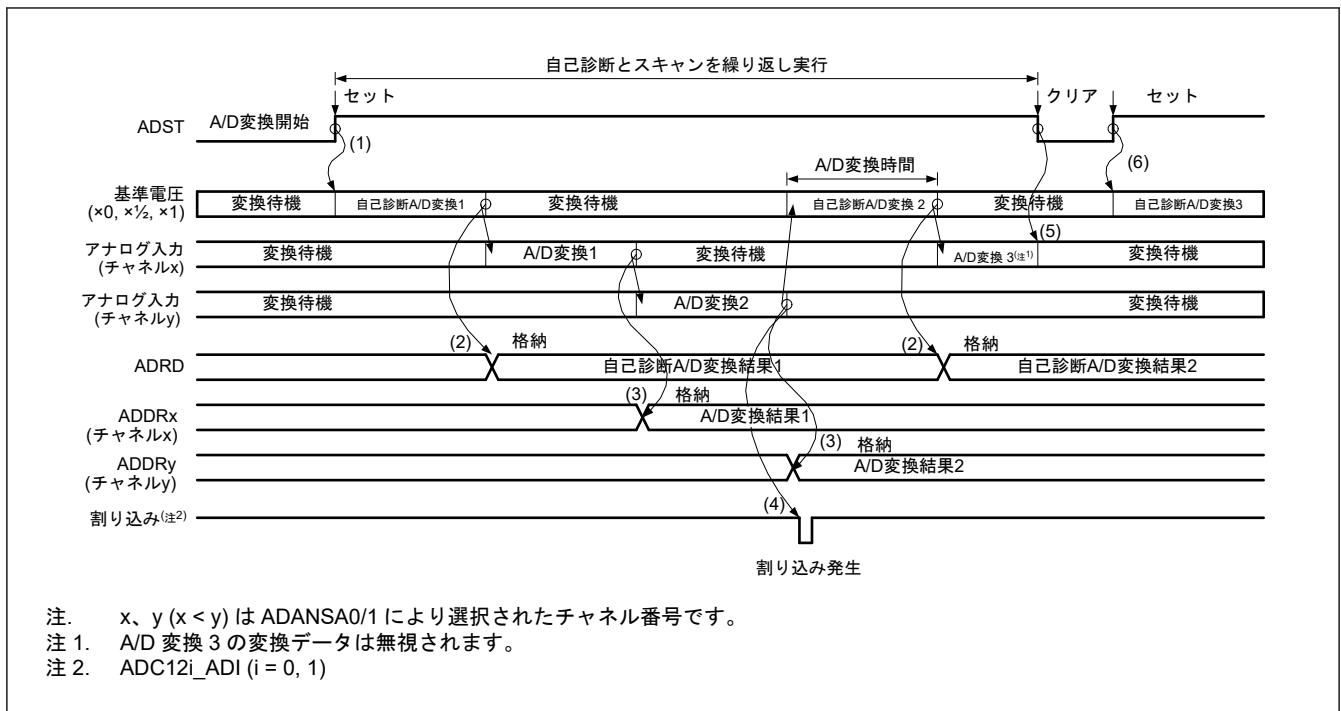 自己診断とスキャンを繰り返し実行
セット
クリア
セット
ADST
A/D変換開始
(1)
(6)
A/D変換時間
基準電圧
(×0, ×½, ×1)
変換待機
自己診断A/D変換1
変換待機
自己診断A/D変換 2
変換待機
自己診断A/D変換3
(5)
アナログ入力
(チャネルx)
変換待機
A/D変換1
変換待機
A/D変換 3(注1)
変換待機
アナログ入力
(チャネルy)
変換待機
A/D変換2
変換待機
ADRD
(2)
格納
自己診断A/D変換結果1
(2)
格納
自己診断A/D変換結果2
ADDRx
(チャネルx)
(3)
格納
A/D変換結果1
ADDRy
(チャネルy)
(3)
格納
A/D変換結果2
割り込み(注2)
(4)
割り込み発生
注. x、y (x < y) は ADANSA0/1 により選択されたチャネル番号です。
注 1. A/D 変換 3 の変換データは無視されます。
注 2. ADC12i_ADI (i = 0, 1)